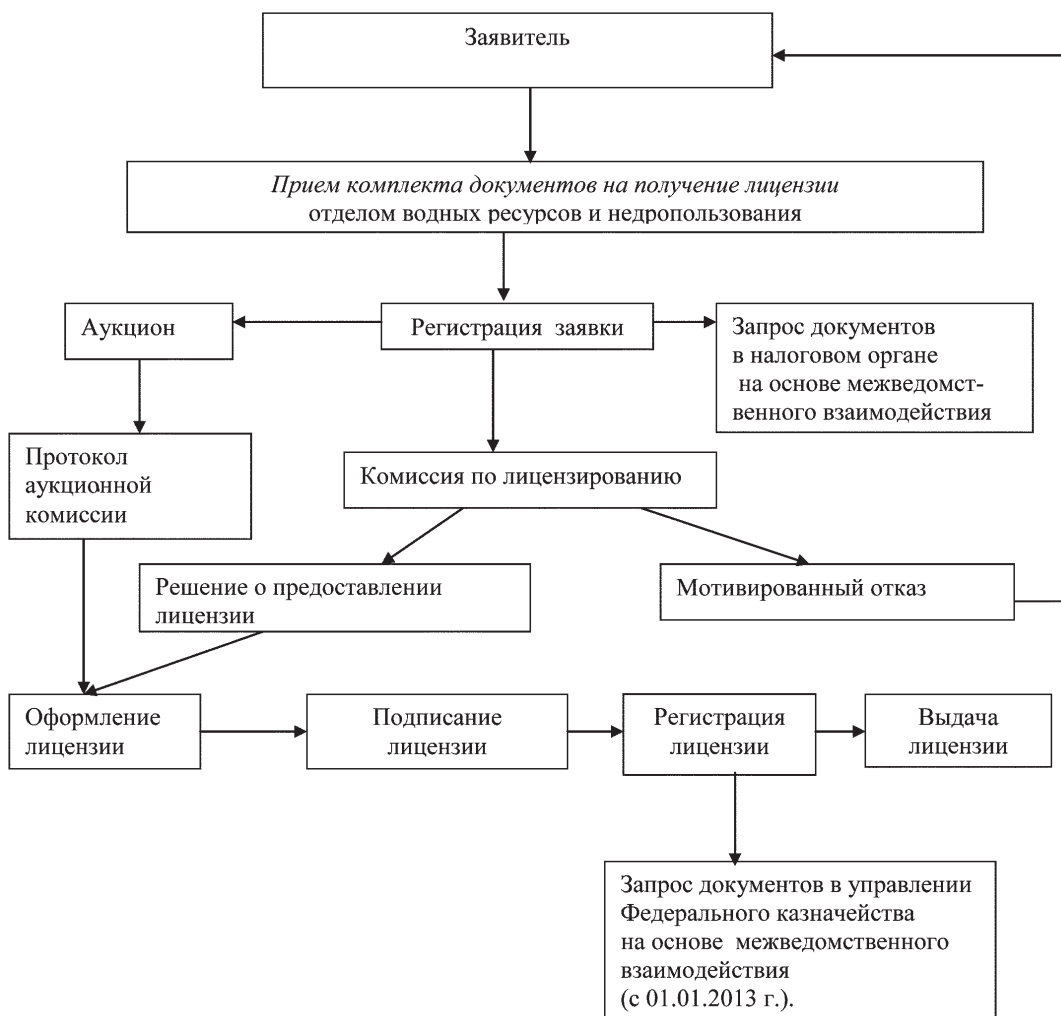 Заявитель
Прием комплекта документов на получение лицензии
отделом водных ресурсов и недропользования
Аукцион
Регистрация заявки
Запрос документов
в налоговом органе
на основе межведомст-
венного взаимодействия
Протокол
аукционной
комиссии
Комиссия по лицензированию
Решение о предоставлении
лицензии
Мотивированный отказ
Оформление
лицензии
Подписание
лицензии
Регистрация
лицензии
Выдача
лицензии
Запрос документов в управлении
Федерального казначейства
на основе межведомственного
взаимодействия
(с 01.01.2013 г.).